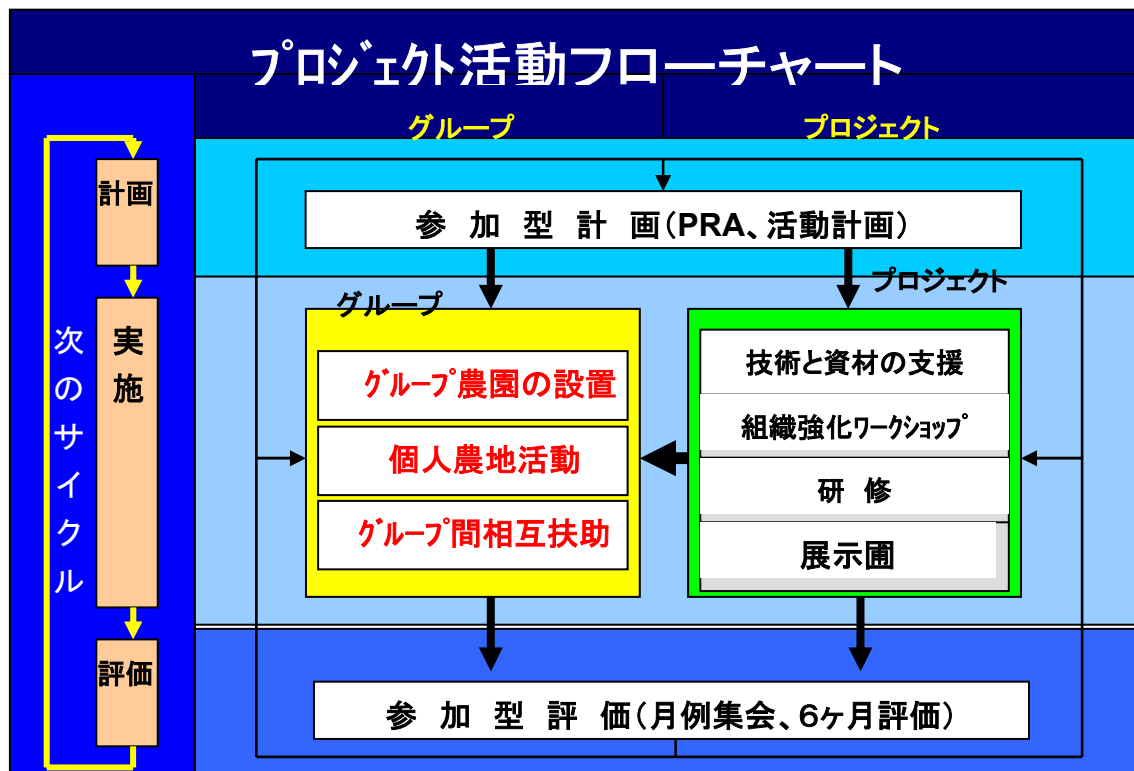 プロジェクト活動フローチャート
グループ
プロジェクト
計画
参 加 型 計 画(PRA、活動計画)
グループ
プロジェクト
次のサイクル
実施
グループ農園の設置
個人農地活動
グループ間相互扶助
技術と資材の支援
組織強化ワークショップ
研 修
展示圃
評価
参 加 型 評 価(月例集会、6ヶ月評価)